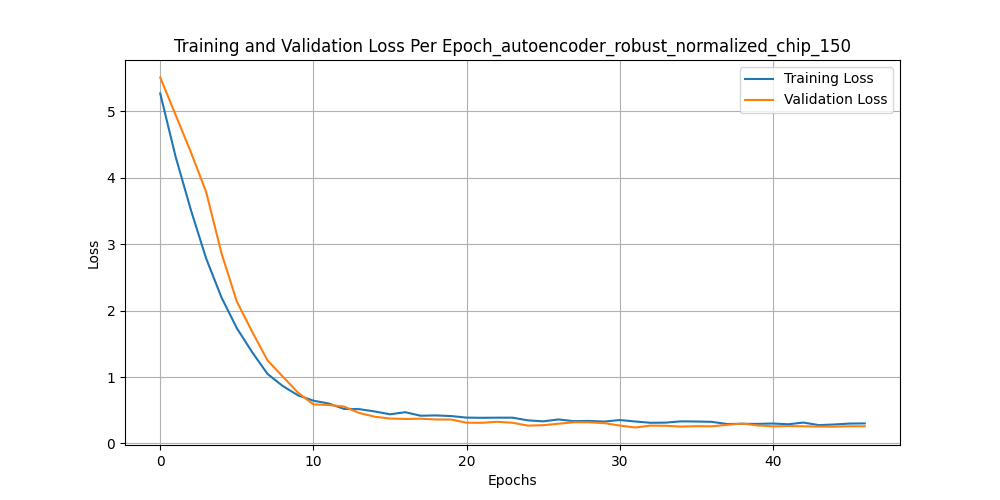 Training and Validation Loss Per Epoch_autoencoder_robust_normalized_chip_150
Training Loss
Validation Loss
5
4
3
2
1
0
Loss
0 10 20 30 40
Epochs